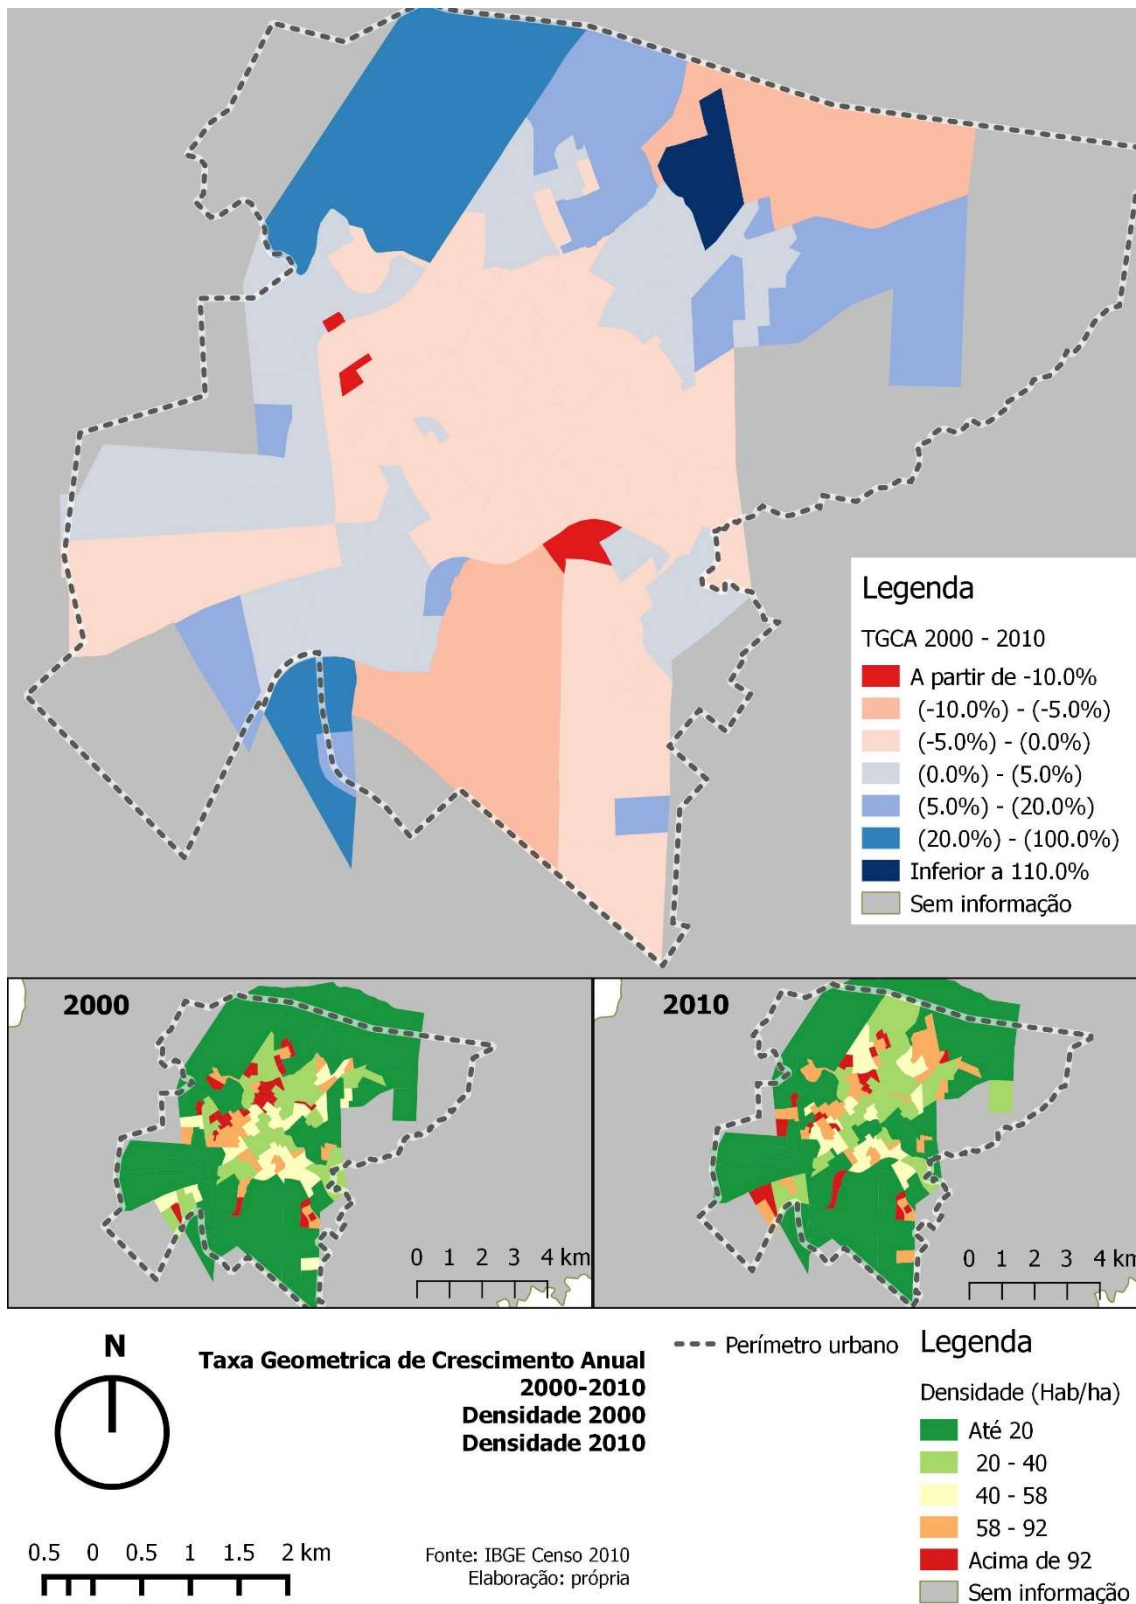 Legenda
TGCA 2000 - 2010
A partir de -10.0%
(-10.0%) - (-5.0%)
(-5.0%) - (0.0%)
(0.0%) - (5.0%)
(5.0%) - (20.0%)
(20.0%) - (100.0%)
Inferior a 110.0%
Sem informação
2000
0 1 2 3 4 km
2010
0 1 2 3 4 km
N
Taxa Geometrica de Crescimento Anual
2000-2010
Densidade 2000
Densidade 2010
Perímetro urbano
Legenda
Densidade (Hab/ha)
Até 20
20 - 40
40 - 58
58 - 92
Acima de 92
Sem informação
0.5 0 0.5 1 1.5 2 km
Fonte: IBGE Censo 2010
Elaboração: própria